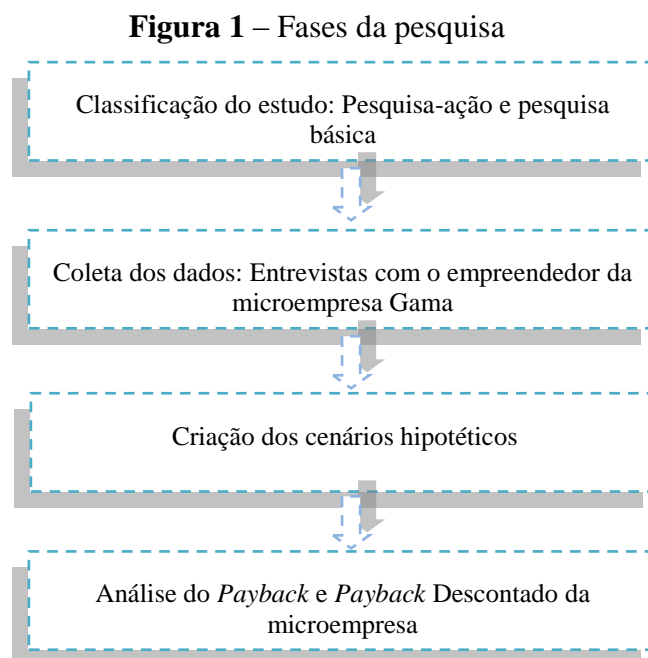 Figura 1 – Fases da pesquisa
Classificação do estudo: Pesquisa-ação e pesquisa
básica
Coleta dos dados: Entrevistas com o empreendedor da
microempresa Gama
Criação dos cenários hipotéticos
Análise do Payback e Payback Descontado da
microempresa